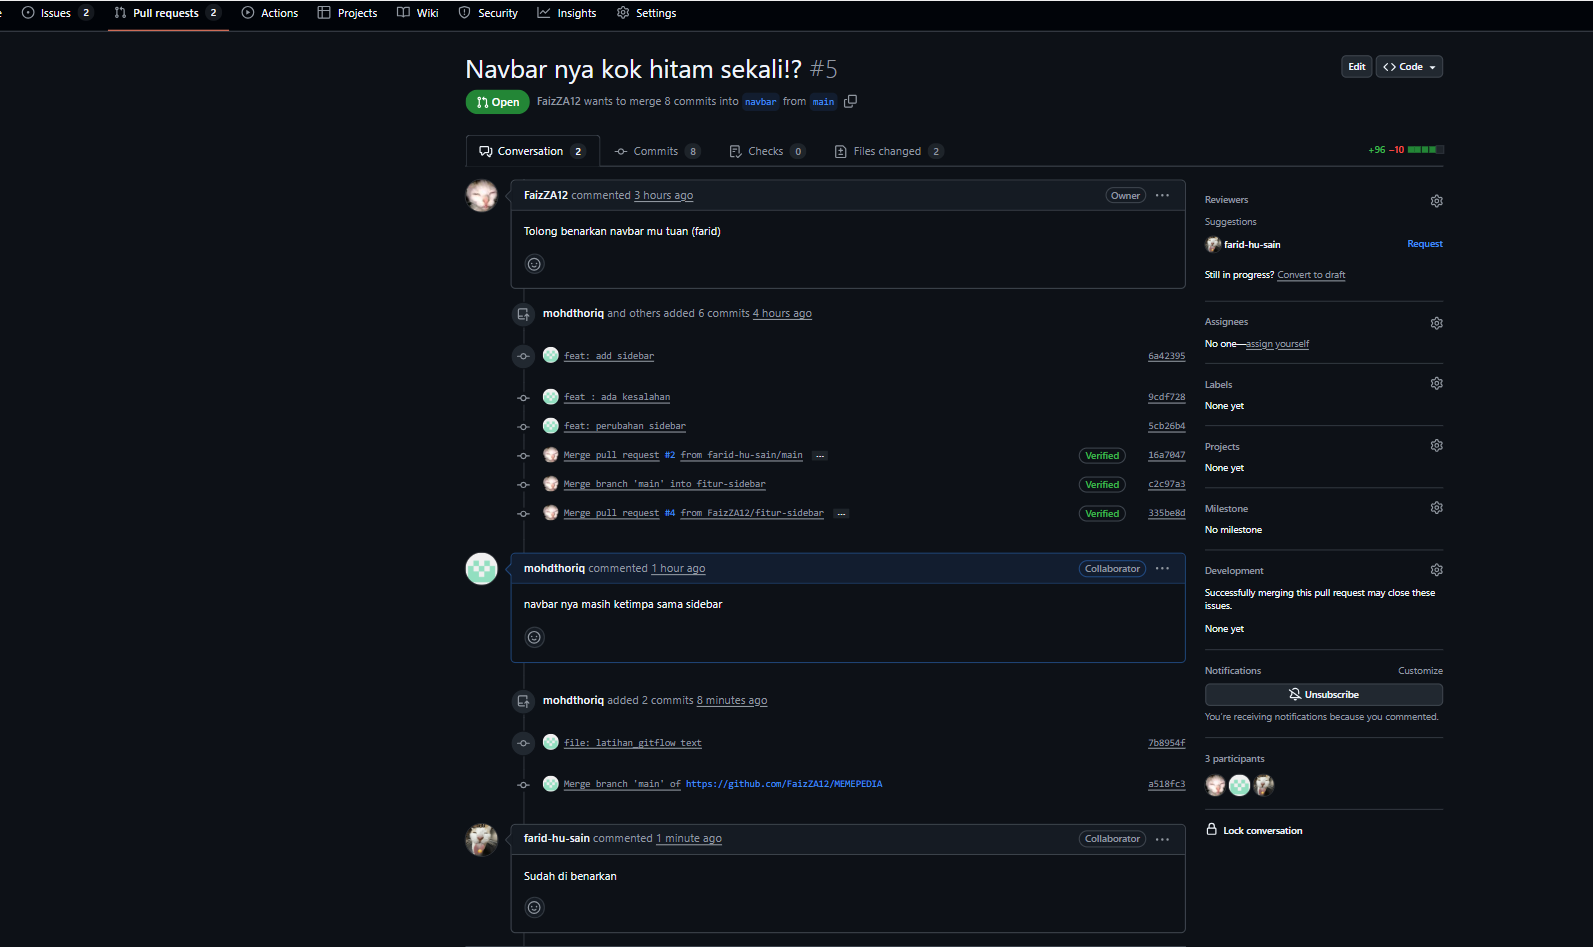 Issues 2 Pull requests 2 Actions Projects Wiki Security Insights Settings
Navbar nya kok hitam sekali!? #5
Edit Code
Open FaizZA12 wants to merge 8 commits into navbar from main
Conversation 2 Commits 8 Checks 0 Files changed 2
+96 −10
FaizZA12 commented 3 hours ago Owner
Tolong benarkan navbar mu tuan (farid)
mohdthoriq and others added 6 commits 4 hours ago
feat: add sidebar 6a42395
feat : ada kesalahan 9cdf728
feat: perubahan sidebar 5cb26b4
Merge pull request #2 from farid-hu-sain/main ... Verified 16a7047
Merge branch 'main' into fitur-sidebar Verified c2c97a3
Merge pull request #4 from FaizZA12/fitur-sidebar ... Verified 335be8d
mohdthoriq commented 1 hour ago Collaborator
navbar nya masih ketimpa sama sidebar
mohdthoriq added 2 commits 8 minutes ago
file: latihan_gitflow text 7b8954f
Merge branch 'main' of https://github.com/FaizZA12/MEMEPEDIA a518fc3
farid-hu-sain commented 1 minute ago Collaborator
Sudah di benarkan
Reviewers
Suggestions
farid-hu-sain Request
Still in progress? Convert to draft
Assignees
No one—assign yourself
Labels
None yet
Projects
None yet
Milestone
No milestone
Development
Successfully merging this pull request may close these
issues.
None yet
Notifications Customize
Unsubscribe
You're receiving notifications because you commented.
3 participants
Lock conversation